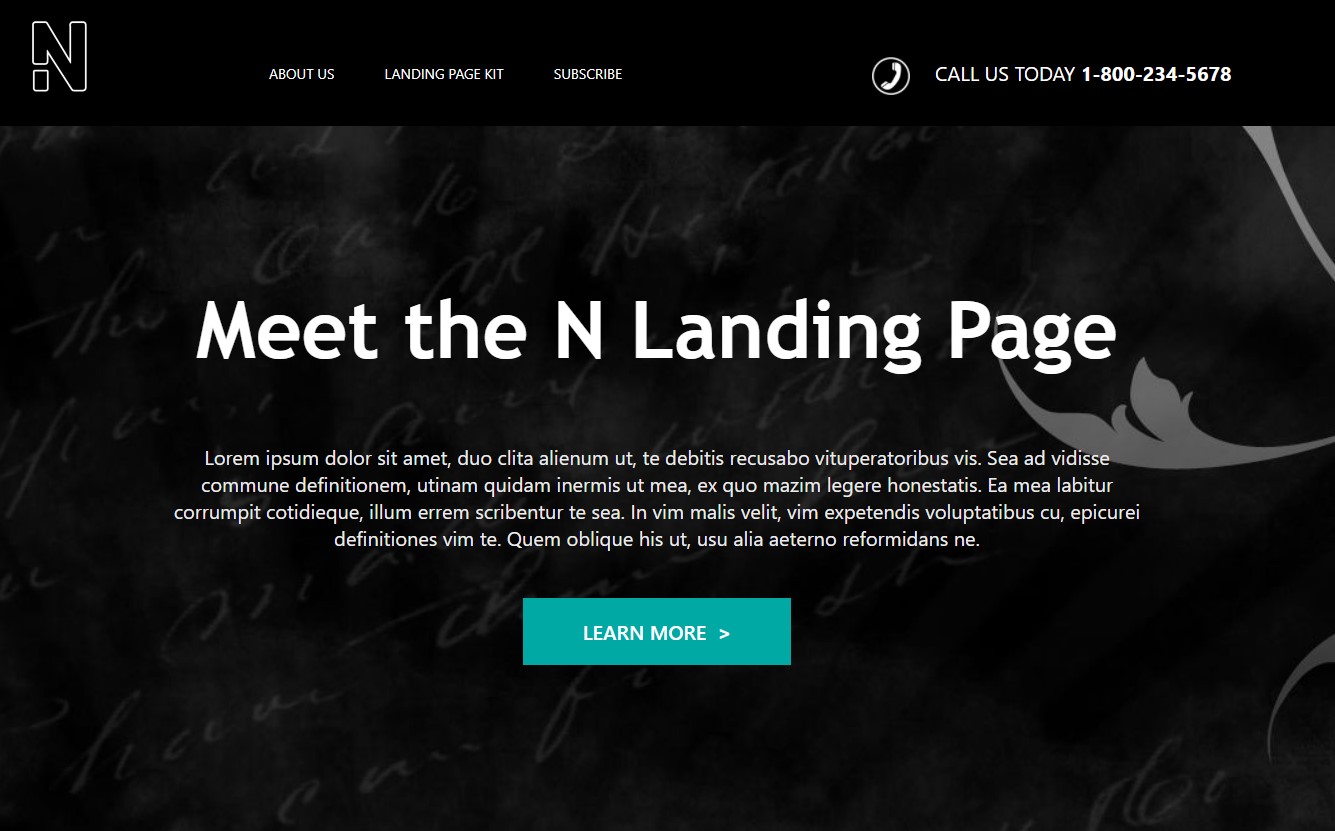 N
ABOUT US LANDING PAGE KIT SUBSCRIBE CALL US TODAY 1-800-234-5678
Meet the N Landing Page
Lorem ipsum dolor sit amet, duo clita alienum ut, te debitis recusabo vituperatoribus vis. Sea ad vidisse
commune definitionem, utinam quidam inermis ut mea, ex quo mazim legere honestatis. Ea mea labitur
corrumpit cotidieque, illum errem scribentur te sea. In vim malis velit, vim expetendis voluptatibus cu, epicurei
definitiones vim te. Quem oblique his ut, usu alia aeterno reformidans ne.
LEARN MORE >